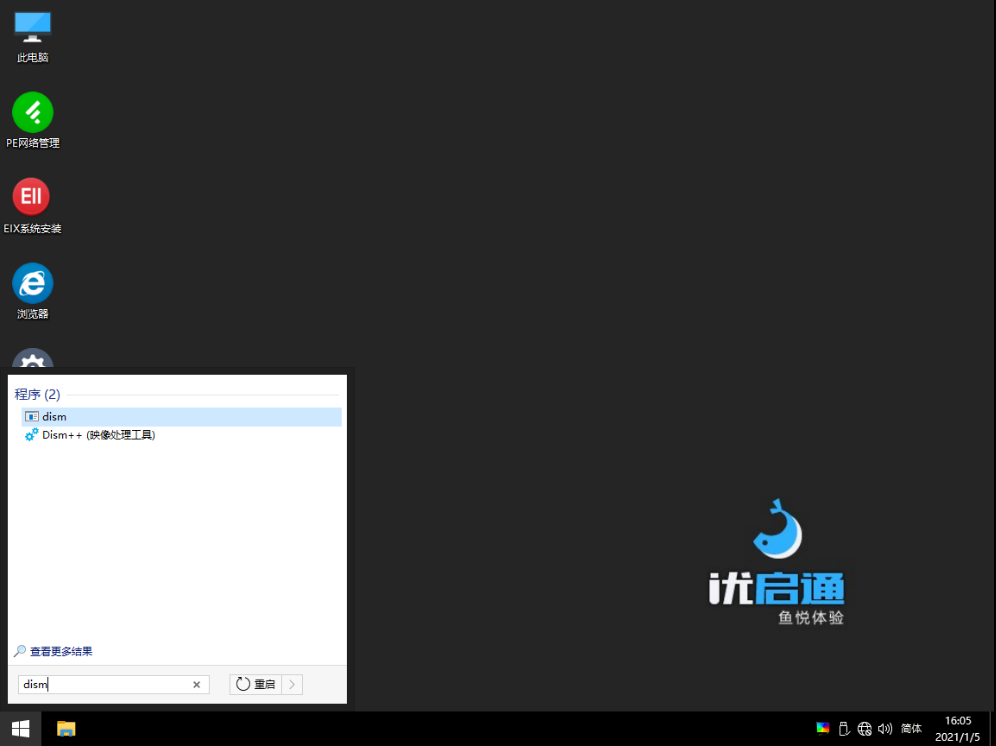 此电脑
PE网络管理
EII
EIX系统安装
浏览器
程序 (2)
dism
Dism++ (映像处理工具)
查看更多结果
dism
重启
优启通
鱼悦体验
简体
16:05
2021/1/5